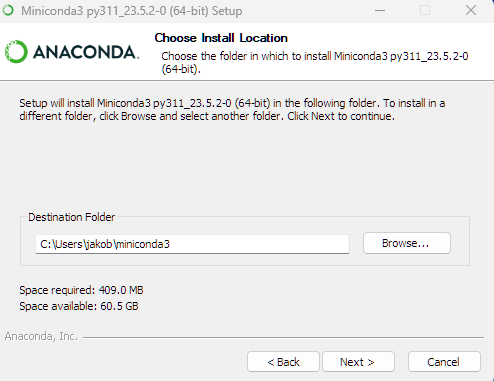 Miniconda3 py311_23.5.2-0 (64-bit) Setup
ANACONDA.
Choose Install Location
Choose the folder in which to install Miniconda3 py311_23.5.2-0
(64-bit).
Setup will install Miniconda3 py311_23.5.2-0 (64-bit) in the following folder. To install in a
different folder, click Browse and select another folder. Click Next to continue.
Destination Folder
C:\Users\jakob\miniconda3
Browse...
Space required: 409.0 MB
Space available: 60.5 GB
Anaconda, Inc.
< Back
Next >
Cancel